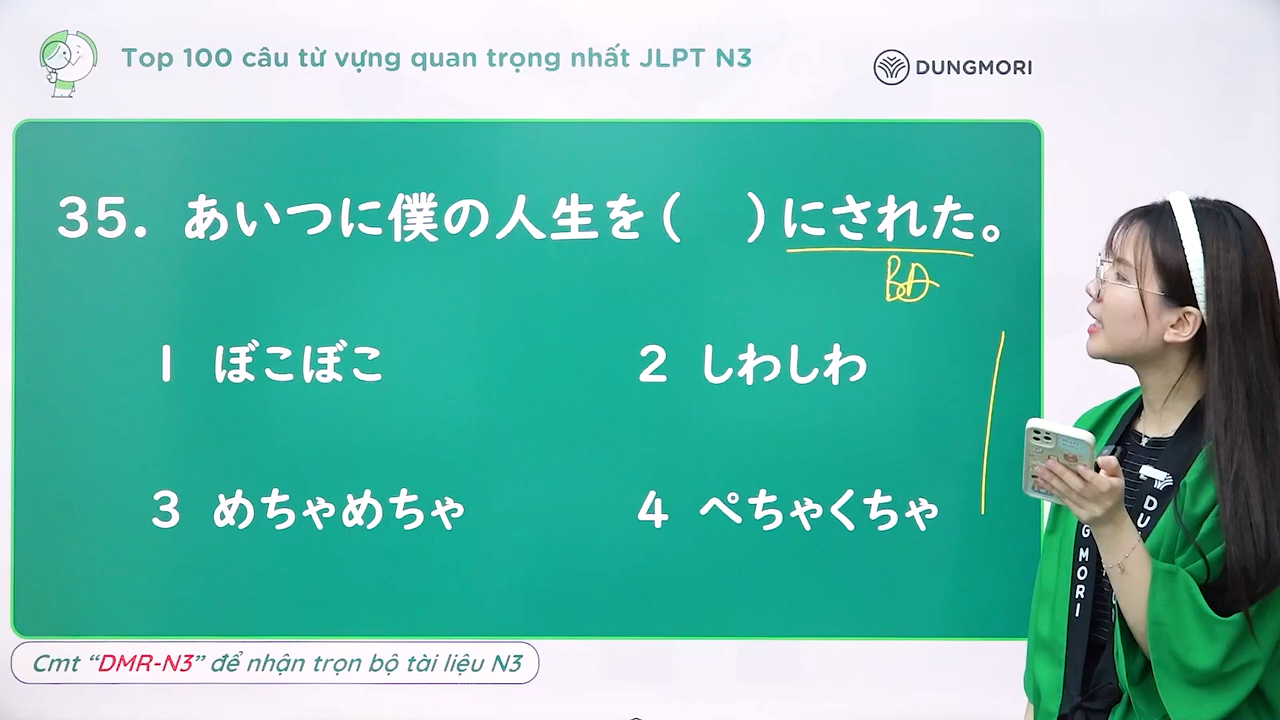 Top 100 câu từ vựng quan trọng nhất JLPT N3
DUNGMORI
35. あいつに僕の人生を(　)にされた。
BĐ
1 ぼこぼこ
2 しわしわ
3 めちゃめちゃ
4 ぺちゃくちゃ
Cmt “DMR-N3” để nhận trọn bộ tài liệu N3
DU
G MORI